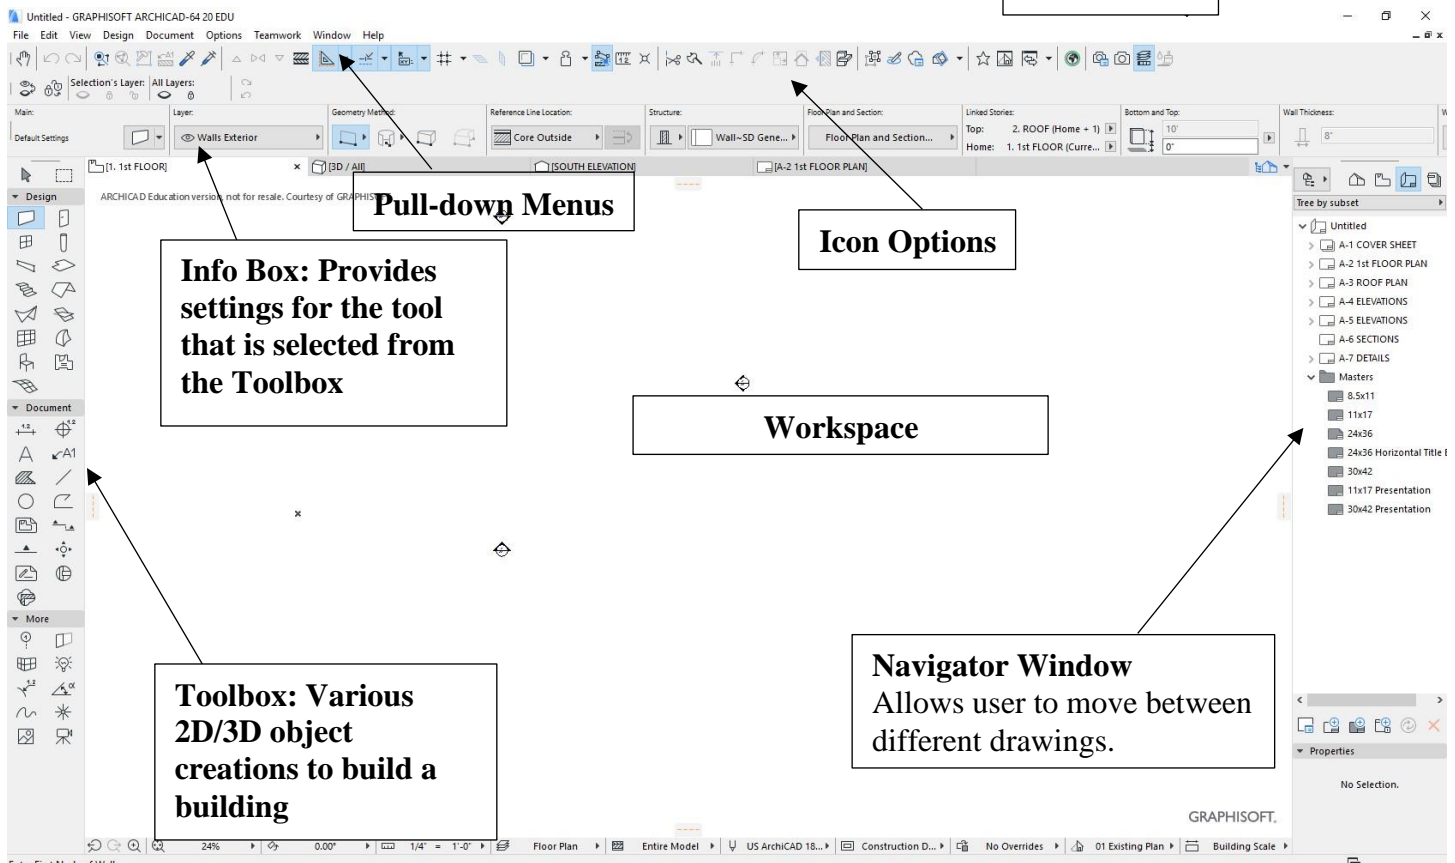 Untitled - GRAPHISOFT ARCHICAD-64 20 EDU
File Edit View Design Document Options Teamwork Window Help
Selection's Layer: All Layers:
Main: Layer: Geometry Method: Reference Line Location: Structure: Floor Plan and Section: Linked Stories: Bottom and Top: Wall Thickness:
Default Settings Walls Exterior Core Outside Wall~SD Gene... Floor Plan and Section... Top: 2. ROOF (Home + 1) 10' 8"
Home: 1. 1st FLOOR (Curre... 0"
[1. 1st FLOOR] [3D / All] [SOUTH ELEVATION] [A-2 1st FLOOR PLAN]
ARCHICAD Education version, not for resale. Courtesy of GRAPHIS
Pull-down Menus
Icon Options
Info Box: Provides
settings for the tool
that is selected from
the Toolbox
Workspace
Design
Document
A A1
More
Toolbox: Various
2D/3D object
creations to build a
building
Navigator Window
Allows user to move between
different drawings.
Tree by subset
Untitled
A-1 COVER SHEET
A-2 1st FLOOR PLAN
A-3 ROOF PLAN
A-4 ELEVATIONS
A-5 ELEVATIONS
A-6 SECTIONS
A-7 DETAILS
Masters
8.5x11
11x17
24x36
24x36 Horizontal Title
30x42
11x17 Presentation
30x42 Presentation
Properties
No Selection.
GRAPHISOFT.
24% 0.00° 1/4" = 1'-0" Floor Plan Entire Model US ArchiCAD 18... Construction D... No Overrides 01 Existing Plan Building Scale